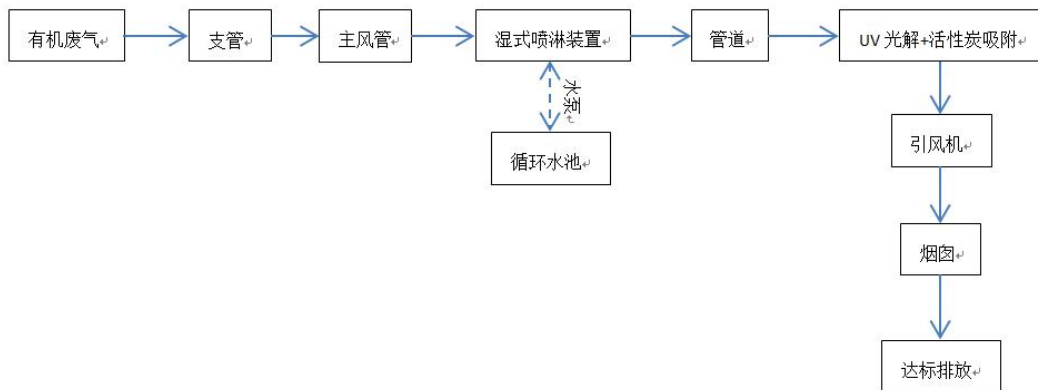 有机废气
支管
主风管
湿式喷淋装置
管道
UV 光解+活性炭吸附
水泵
循环水池
引风机
烟囱
达标排放